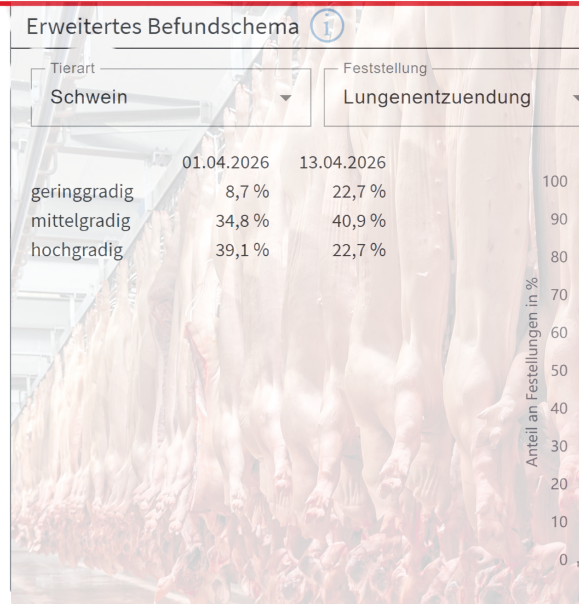 Erweitertes Befundschema i
Tierart
Schwein
Feststellung
Lungenentzuendung
01.04.2026 13.04.2026
geringgradig 8,7 % 22,7 %
mittelgradig 34,8 % 40,9 %
hochgradig 39,1 % 22,7 %
Anteil an Festellungen in %
100
90
80
70
60
50
40
30
20
10
0